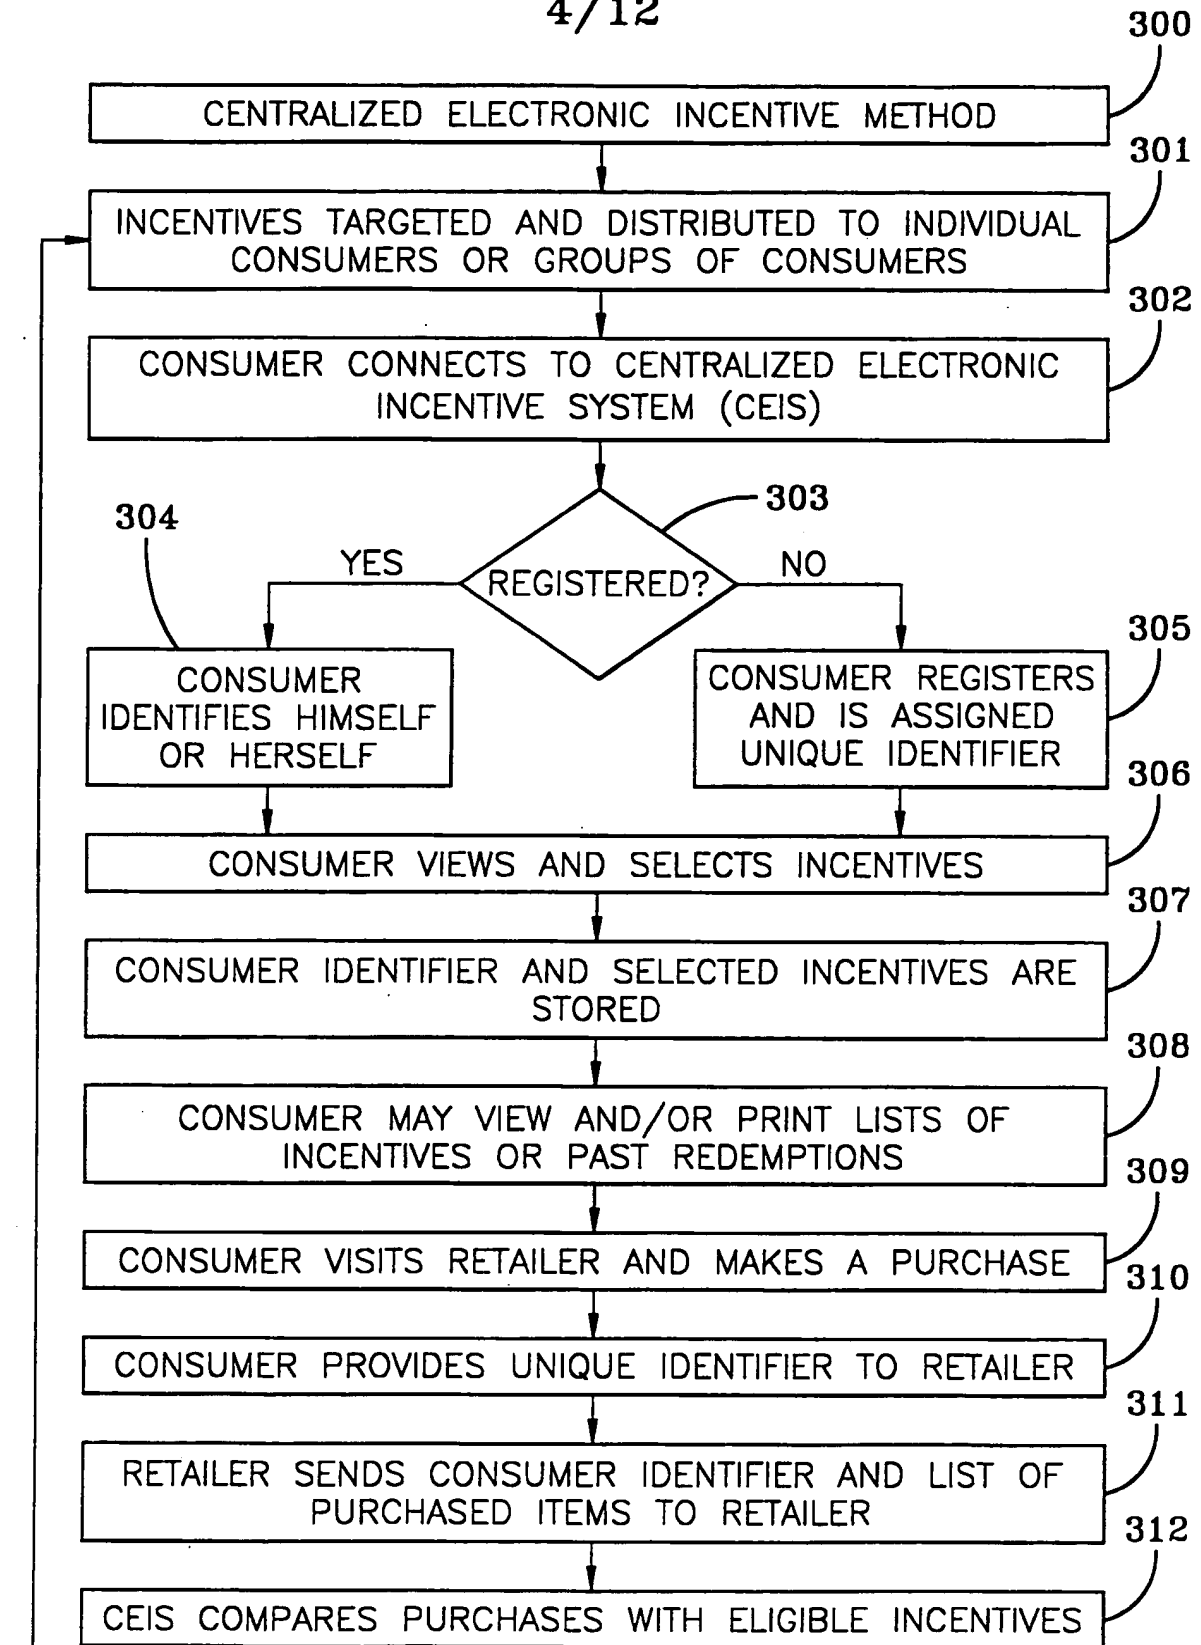 4/12
300
CENTRALIZED ELECTRONIC INCENTIVE METHOD
301
INCENTIVES TARGETED AND DISTRIBUTED TO INDIVIDUAL
CONSUMERS OR GROUPS OF CONSUMERS
302
CONSUMER CONNECTS TO CENTRALIZED ELECTRONIC
INCENTIVE SYSTEM (CEIS)
303
304
YES
REGISTERED?
NO
305
CONSUMER
IDENTIFIES HIMSELF
OR HERSELF
CONSUMER REGISTERS
AND IS ASSIGNED
UNIQUE IDENTIFIER
306
CONSUMER VIEWS AND SELECTS INCENTIVES
307
CONSUMER IDENTIFIER AND SELECTED INCENTIVES ARE
STORED
308
CONSUMER MAY VIEW AND/OR PRINT LISTS OF
INCENTIVES OR PAST REDEMPTIONS
309
CONSUMER VISITS RETAILER AND MAKES A PURCHASE
310
CONSUMER PROVIDES UNIQUE IDENTIFIER TO RETAILER
311
RETAILER SENDS CONSUMER IDENTIFIER AND LIST OF
PURCHASED ITEMS TO RETAILER
312
CEIS COMPARES PURCHASES WITH ELIGIBLE INCENTIVES